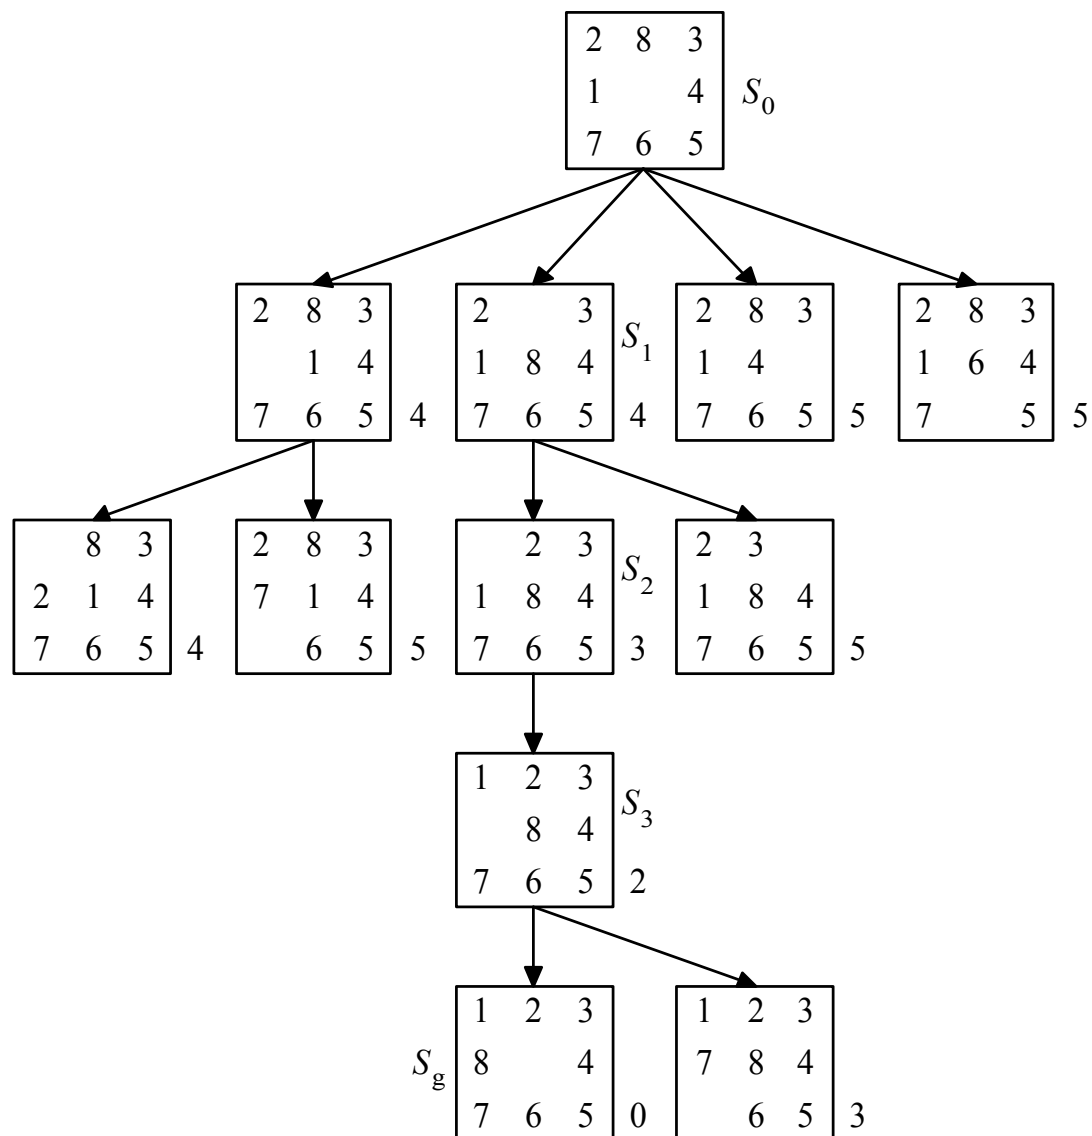 2 8 3
1 4 S0
7 6 5
2 8 3 2 3 2 8 3 2 8 3
1 4 1 8 4 S1 1 4 1 6 4
7 6 5 4 7 6 5 4 7 6 5 5 7 5 5
8 3 2 8 3 2 3 2 3
2 1 4 7 1 4 1 8 4 S2 1 8 4
7 6 5 4 6 5 5 7 6 5 3 7 6 5 5
1 2 3
8 4 S3
7 6 5 2
1 2 3 1 2 3
Sg 8 4 7 8 4
7 6 5 0 6 5 3